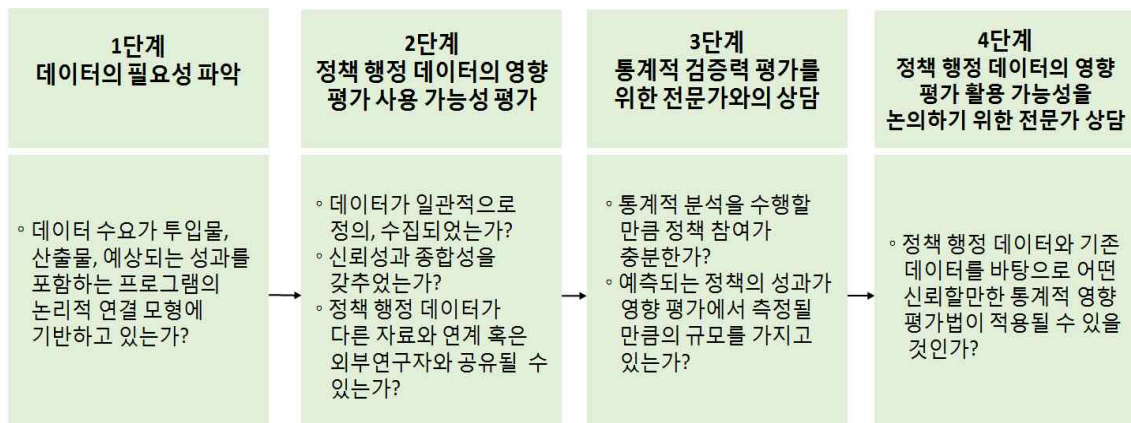 1단계
데이터의 필요성 파악
2단계
정책 행정 데이터의 영향
평가 사용 가능성 평가
3단계
통계적 검증력 평가를
위한 전문가와의 상담
4단계
정책 행정 데이터의 영향
평가 활용 가능성을
논의하기 위한 전문가 상담
◦ 데이터 수요가 투입물,
산출물, 예상되는 성과를
포함하는 프로그램의
논리적 연결 모형에
기반하고 있는가?
◦ 데이터가 일관적으로
정의, 수집되었는가?
◦ 신뢰성과 종합성을
갖추었는가?
◦ 정책 행정 데이터가
다른 자료와 연계 혹은
외부연구자와 공유될 수
있는가?
◦ 통계적 분석을 수행할
만큼 정책 참여가
충분한가?
◦ 예측되는 정책의 성과가
영향 평가에서 측정될
만큼의 규모를 가지고
있는가?
◦ 정책 행정 데이터와 기존
데이터를 바탕으로 어떤
신뢰할만한 통계적 영향
평가법이 적용될 수 있을
것인가?